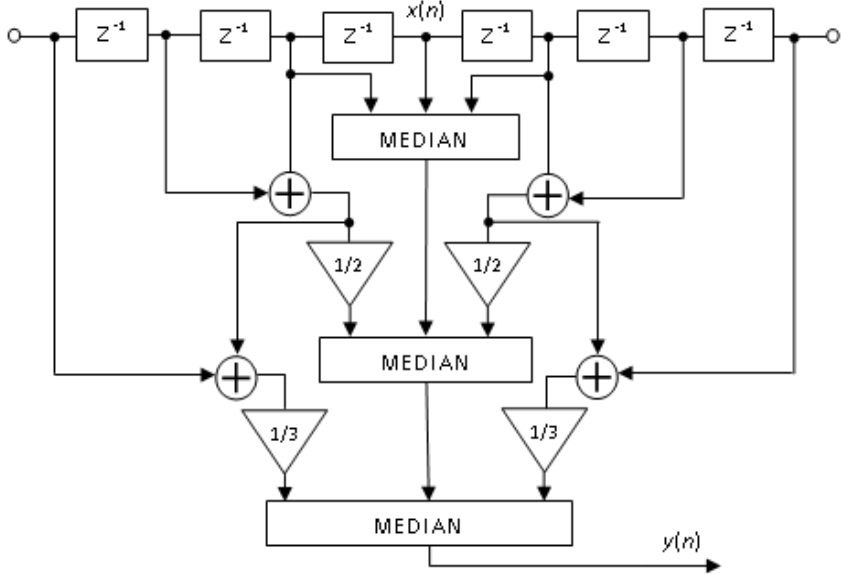 x(n)
Z⁻¹ Z⁻¹ Z⁻¹ Z⁻¹ Z⁻¹ Z⁻¹
MEDIAN
1/2 1/2
MEDIAN
1/3 1/3
MEDIAN
y(n)